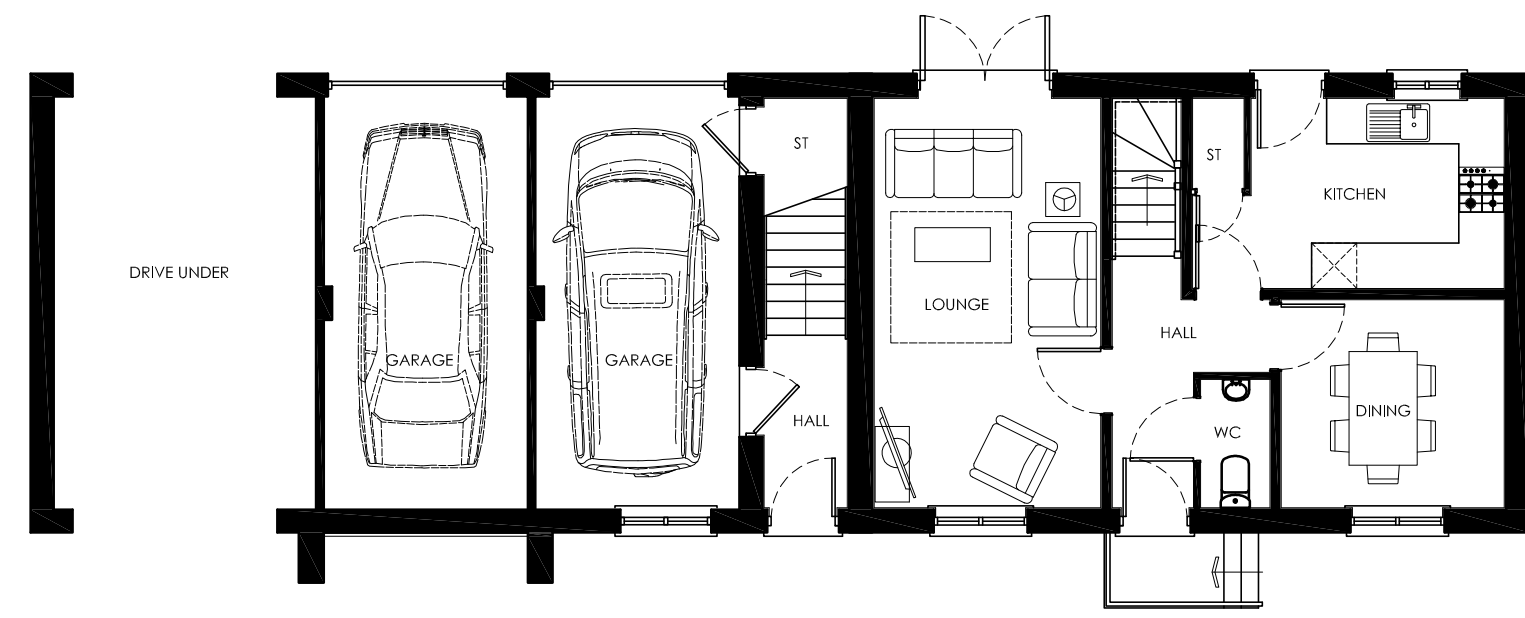 ST
ST
KITCHEN
DRIVE UNDER
LOUNGE
HALL
GARAGE
GARAGE
DINING
HALL
WC